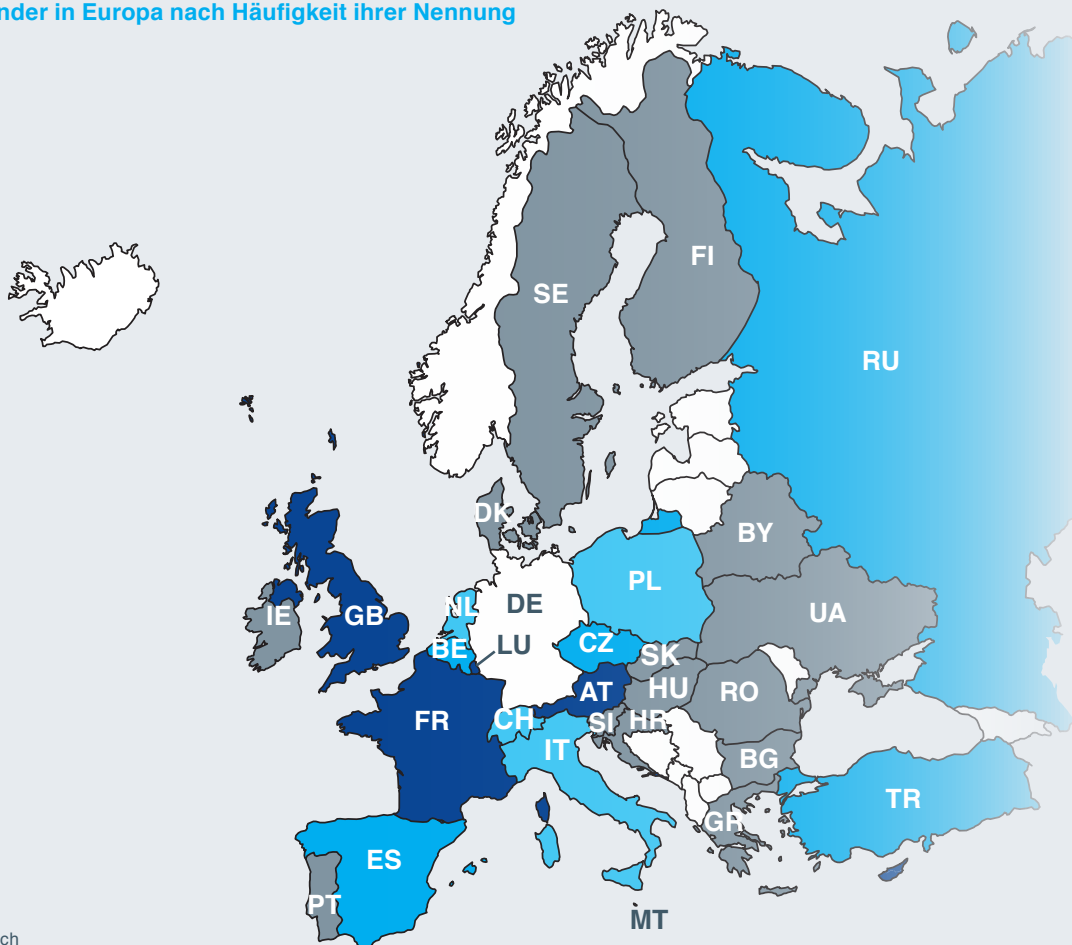 nder in Europa nach Häufigkeit ihrer Nennung
FI
SE
RU
DK
BY
PL
NL
DE
IE
GB
UA
BE
LU
CZ
SK
AT
HU
RO
FR
CH
SI
HR
IT
BG
TR
GR
ES
PT
MT
ch